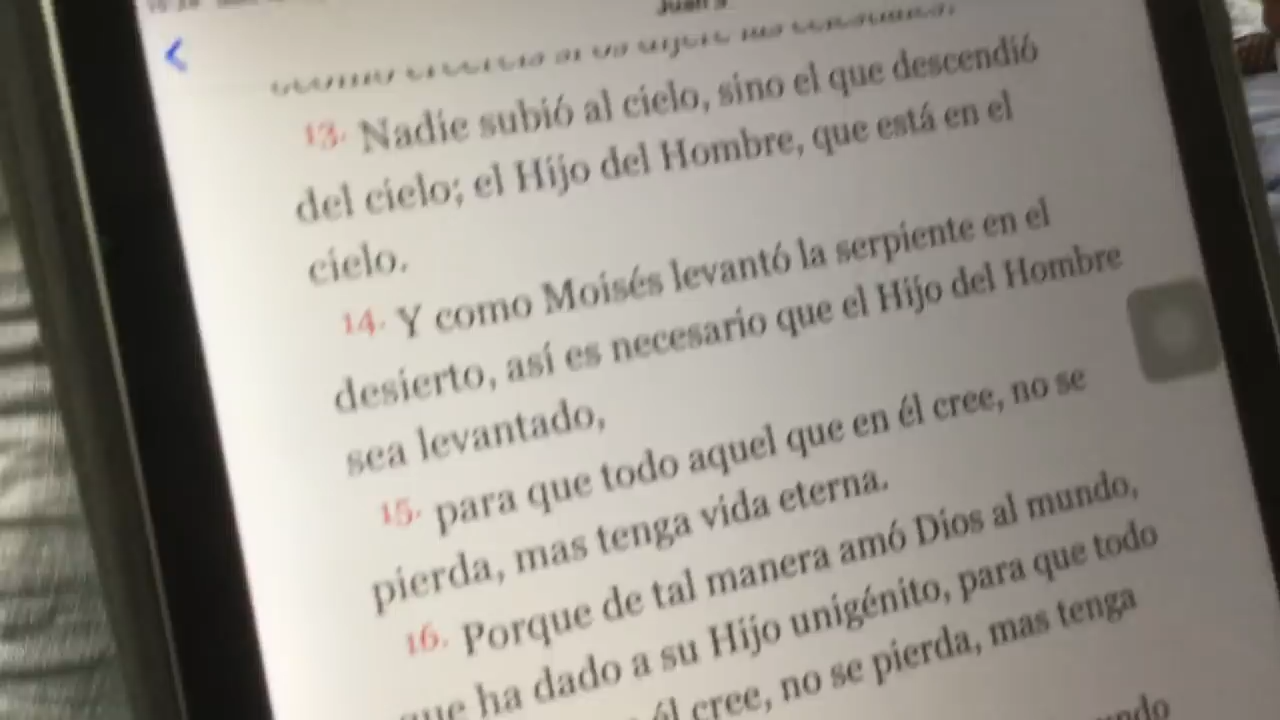 Juan 3
13. Nadie subió al cielo, sino el que descendió
del cielo; el Hijo del Hombre, que está en el
cielo.
14. Y como Moisés levantó la serpiente en el
desierto, así es necesario que el Hijo del Hombre
sea levantado,
15. para que todo aquel que en él cree, no se
pierda, mas tenga vida eterna.
16. Porque de tal manera amó Dios al mundo,
que ha dado a su Hijo unigénito, para que todo
él cree, no se pierda, mas tenga